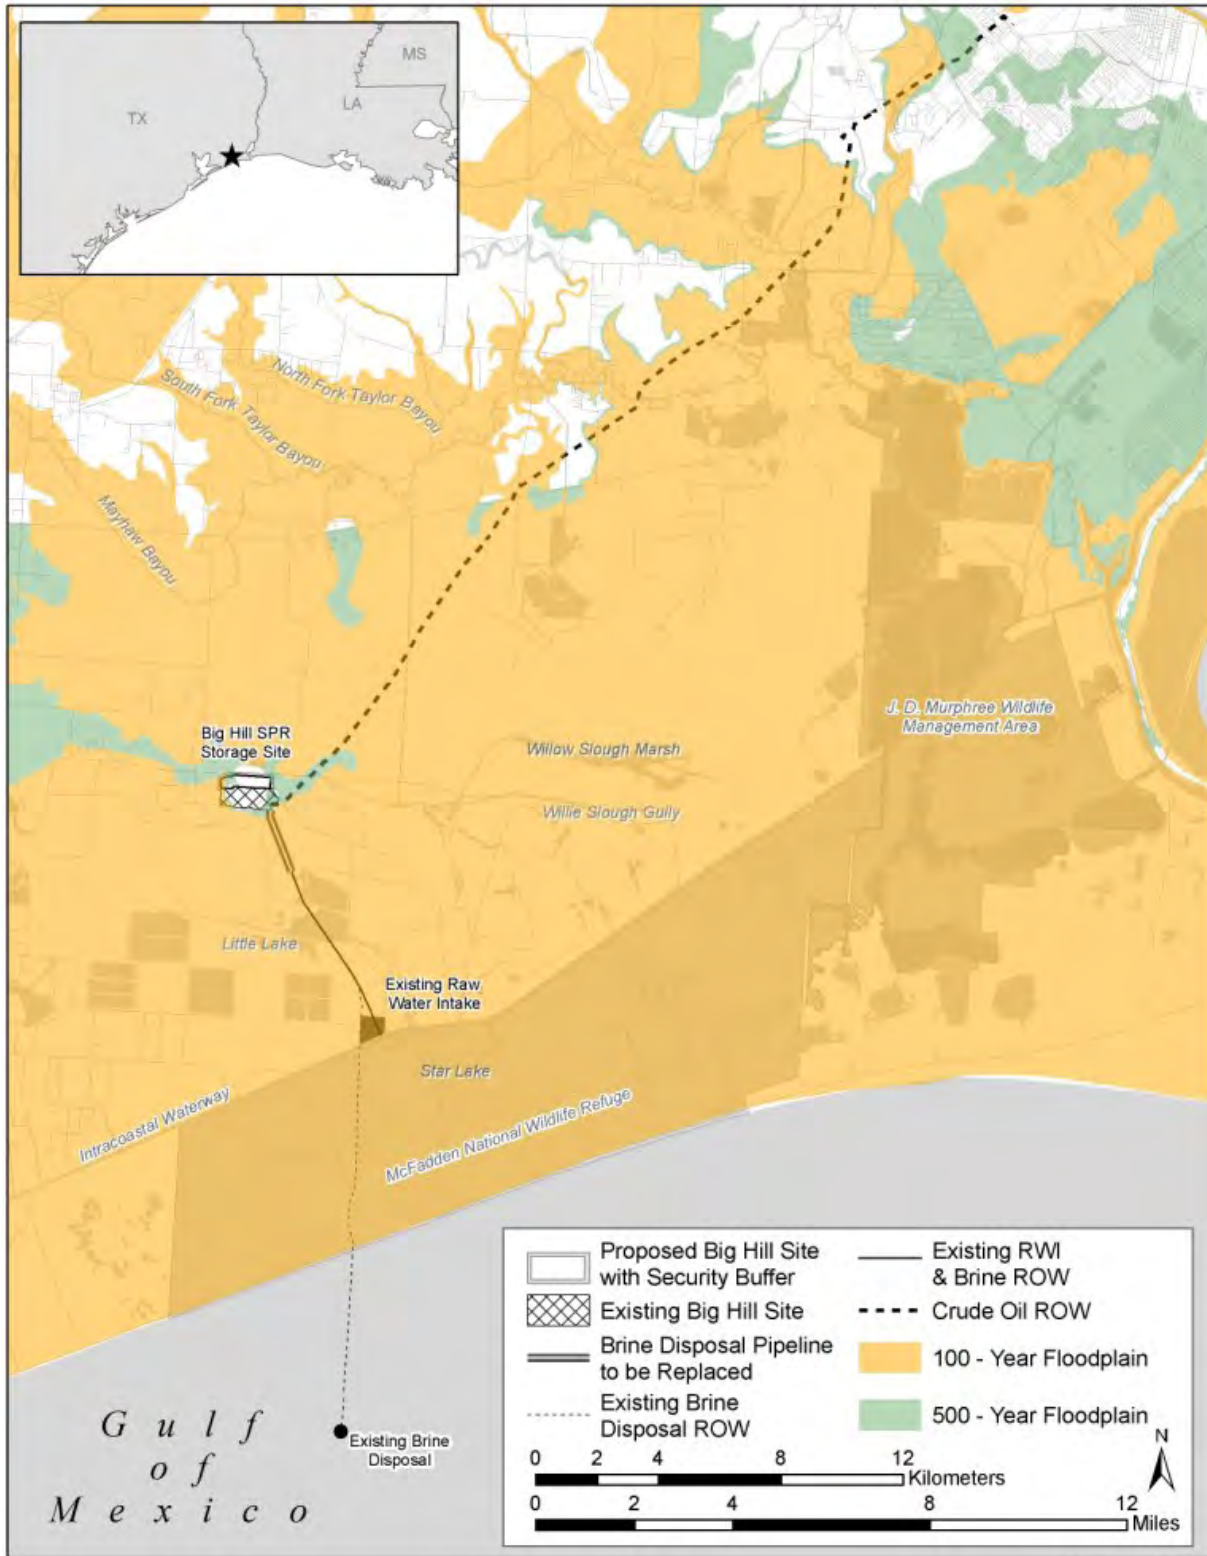 MS
LA
TX
North Fork Taylor Bayou
South Fork Taylor Bayou
Mayhaw Bayou
J. D. Murphree Wildlife
Management Area
Big Hill SPR
Storage Site
Willow Slough Marsh
Willie Slough Gully
Little Lake
Existing Raw
Water Intake
Star Lake
Intracoastal Waterway
McFadden National Wildlife Refuge
Gulf
of
Mexico
Existing Brine
Disposal
Proposed Big Hill Site
with Security Buffer
Existing Big Hill Site
Brine Disposal Pipeline
to be Replaced
Existing Brine
Disposal ROW
Existing RWI
& Brine ROW
Crude Oil ROW
100 - Year Floodplain
500 - Year Floodplain
N
0 2 4 8 12
Kilometers
0 2 4 8 12
Miles